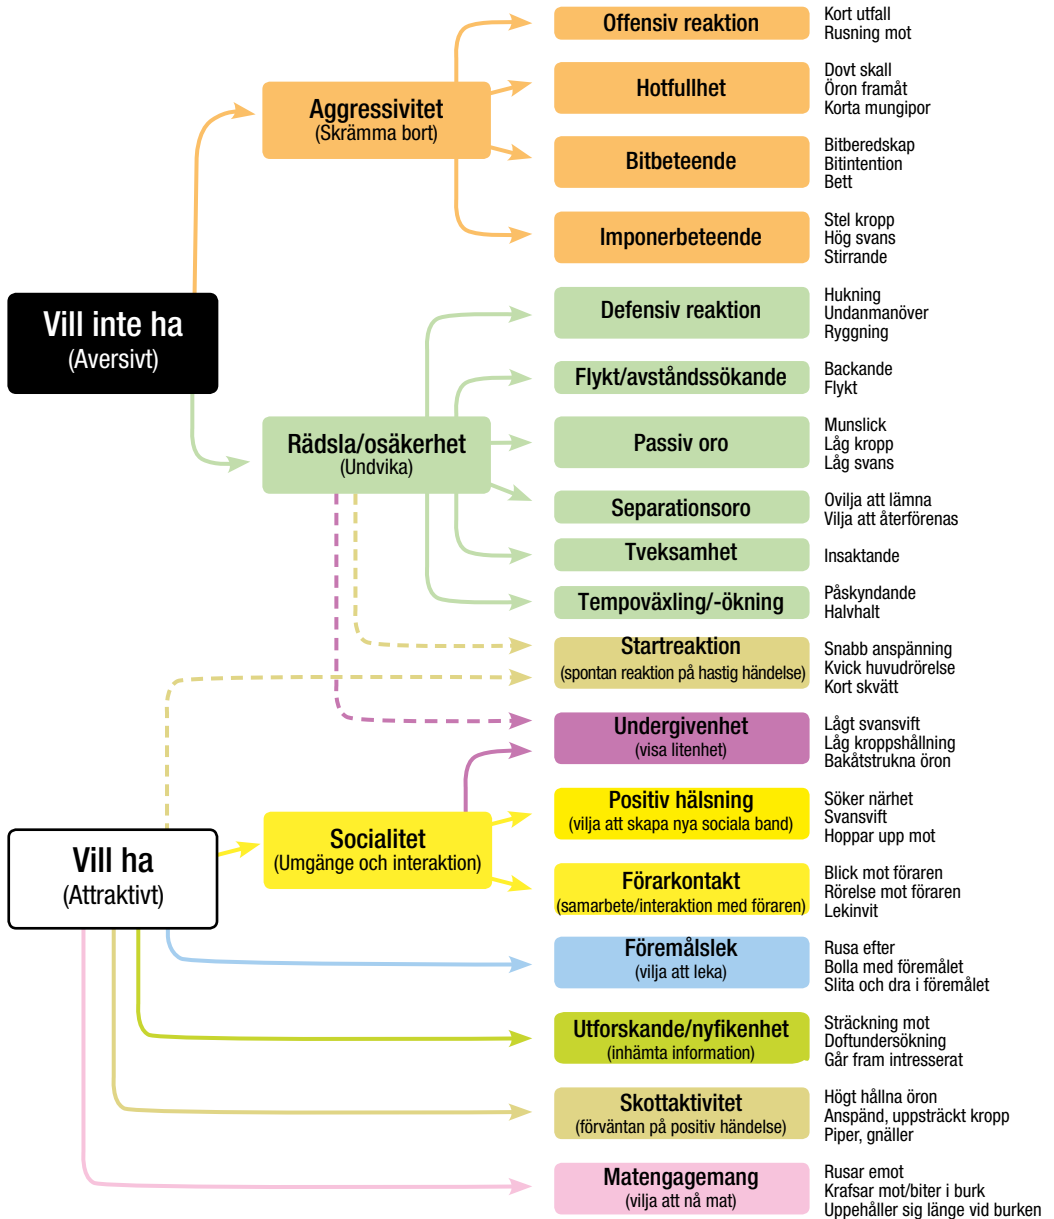 Offensiv reaktion
Kort utfall
Rusning mot
Aggressivitet
(Skrämma bort)
Hotfullhet
Dovt skall
Öron framåt
Korta mungipor
Bitbeteende
Bitberedskap
Bitintention
Bett
Imponerbeteende
Stel kropp
Hög svans
Stirrande
Vill inte ha
(Aversivt)
Defensiv reaktion
Hukning
Undanmanöver
Ryggning
Flykt/avståndssökande
Backande
Flykt
Rädsla/osäkerhet
(Undvika)
Passiv oro
Munslick
Låg kropp
Låg svans
Separationsoro
Ovilja att lämna
Vilja att återförenas
Tveksamhet
Insaktande
Tempoväxling/-ökning
Påskyndande
Halvhalt
Startreaktion
(spontan reaktion på hastig händelse)
Snabb anspänning
Kvick huvudrörelse
Kort skvätt
Undergivenhet
(visa litenhet)
Lågt svansvift
Låg kroppshållning
Bakåtstrukna öron
Vill ha
(Attraktivt)
Socialitet
(Umgänge och interaktion)
Positiv hälsning
(vilja att skapa nya sociala band)
Söker närhet
Svansvift
Hoppar upp mot
Förarkontakt
(samarbete/interaktion med föraren)
Blick mot föraren
Rörelse mot föraren
Lekinvit
Föremålslek
(vilja att leka)
Rusa efter
Bolla med föremålet
Slita och dra i föremålet
Utforskande/nyfikenhet
(inhämta information)
Sträckning mot
Doftundersökning
Går fram intresserat
Skottaktivitet
(förväntan på positiv händelse)
Högt hållna öron
Anspänd, uppsträckt kropp
Piper, gnäller
Matengagemang
(vilja att nå mat)
Rusar emot
Krafsar mot/biter i burk
Uppehåller sig länge vid burken